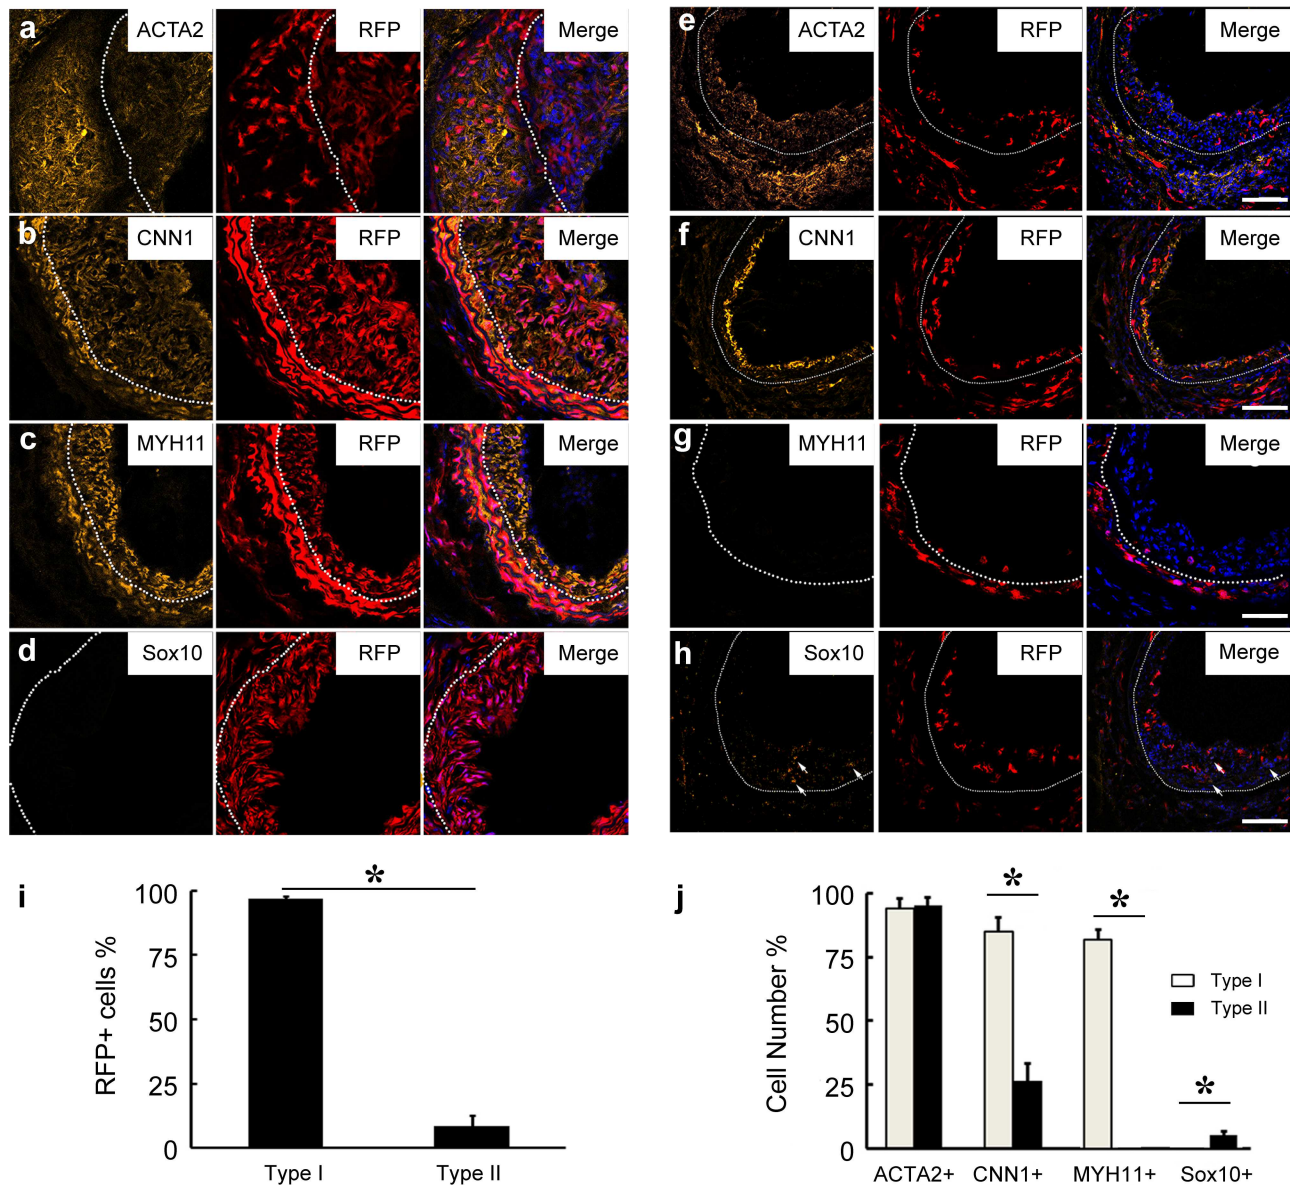 a ACTA2 RFP Merge
e ACTA2 RFP Merge
b CNN1 RFP Merge
f CNN1 RFP Merge
c MYH11 RFP Merge
g MYH11 RFP Merge
d Sox10 RFP Merge
h Sox10 RFP Merge
i
RFP+ cells %
100
75
50
25
0
Type I Type II
*
j
Cell Number %
100
75
50
25
0
ACTA2+ CNN1+ MYH11+ Sox10+
* * *
Type I
Type II